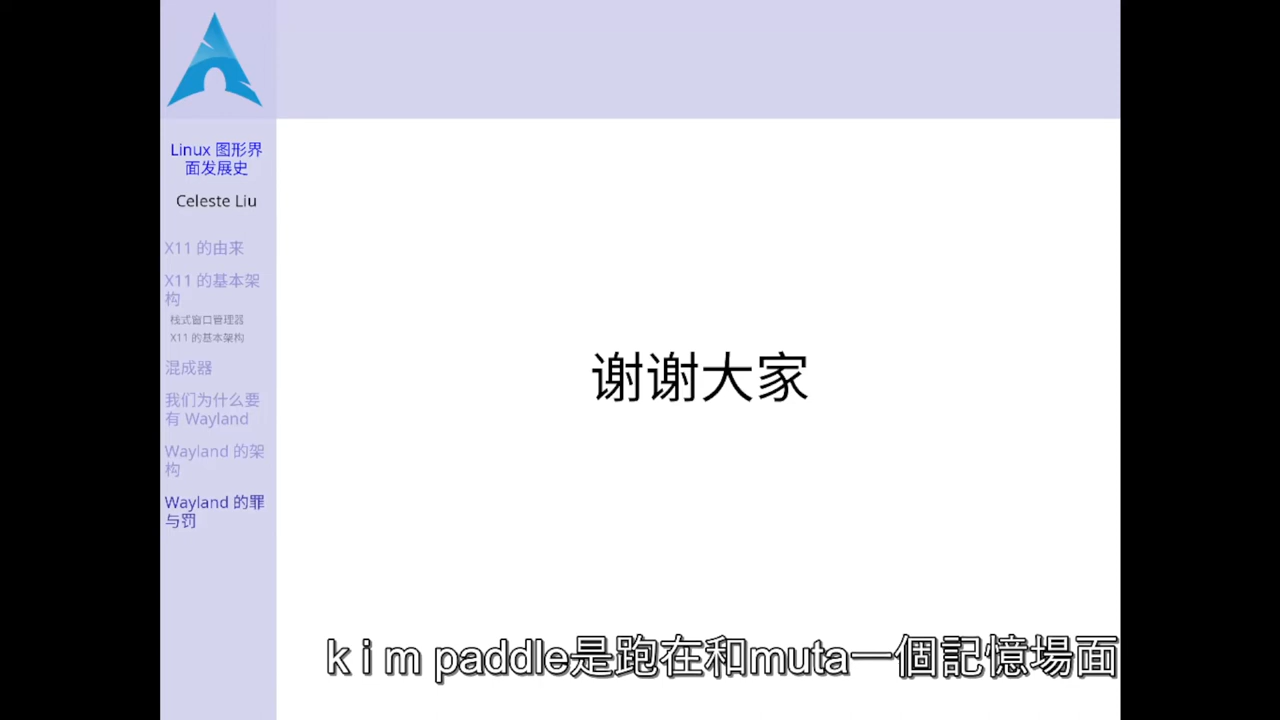 Linux 图形界
面发展史
Celeste Liu
X11 的由来
X11 的基本架
构
栈式窗口管理器
X11 的基本架构
混成器
我们为什么要
有 Wayland
Wayland 的架
构
Wayland 的罪
与罚
谢谢大家
k i m paddle是跑在和muta一個記憶場面